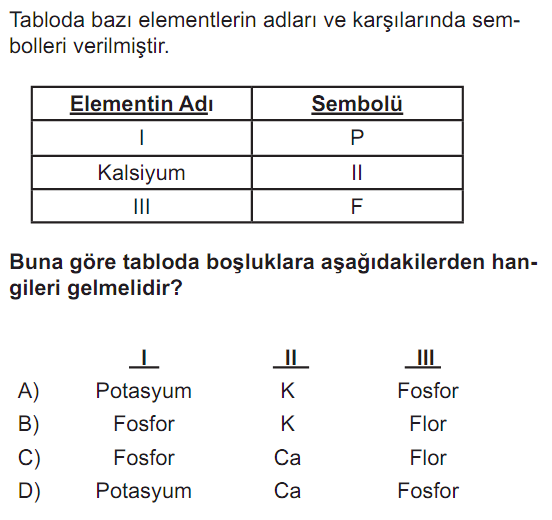 Tabloda bazı elementlerin adları ve karşılarında sem-
bolleri verilmiştir.
Elementin Adı Sembolü
I P
Kalsiyum II
III F
Buna göre tabloda boşluklara aşağıdakilerden han-
gileri gelmelidir?
I II III
A) Potasyum K Fosfor
B) Fosfor K Flor
C) Fosfor Ca Flor
D) Potasyum Ca Fosfor